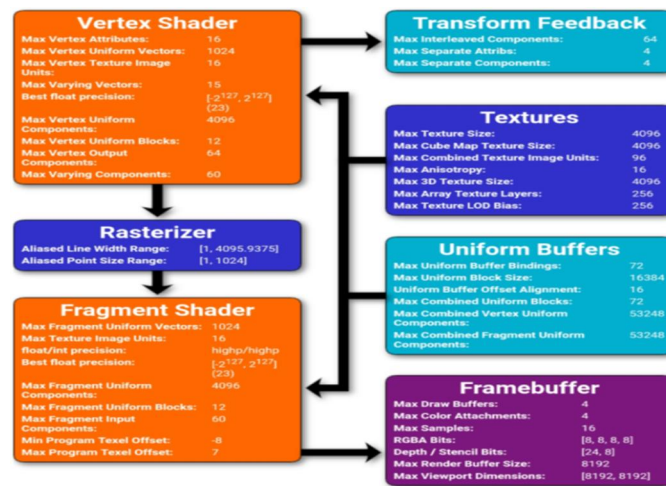 Vertex Shader
Max Vertex Attributes: 16
Max Vertex Uniform Vectors: 1024
Max Vertex Texture Image Units: 16
Max Varying Vectors: 15
Best float precision: [-2^127, 2^127] (23)
Max Vertex Uniform Components: 4096
Max Vertex Uniform Blocks: 12
Max Vertex Output Components: 64
Max Varying Components: 60
Transform Feedback
Max Interleaved Components: 64
Max Separate Attribs: 4
Max Separate Components: 4
Textures
Max Texture Size: 4096
Max Cube Map Texture Size: 4096
Max Combined Texture Image Units: 96
Max Anisotropy: 16
Max 3D Texture Size: 4096
Max Array Texture Layers: 256
Max Texture LOD Bias: 256
Rasterizer
Aliased Line Width Range: [1, 4095.9375]
Aliased Point Size Range: [1, 1024]
Uniform Buffers
Max Uniform Buffer Bindings: 72
Max Uniform Block Size: 16384
Uniform Buffer Offset Alignment: 16
Max Combined Uniform Blocks: 72
Max Combined Vertex Uniform Components: 53248
Max Combined Fragment Uniform Components: 53248
Fragment Shader
Max Fragment Uniform Vectors: 1024
Max Texture Image Units: 16
float/int precision: highp/highp
Best float precision: [-2^127, 2^127] (23)
Max Fragment Uniform Components: 4096
Max Fragment Uniform Blocks: 12
Max Fragment Input Components: 60
Min Program Texel Offset: -8
Max Program Texel Offset: 7
Framebuffer
Max Draw Buffers: 4
Max Color Attachments: 4
Max Samples: 16
RGBA Bits: [8, 8, 8, 8]
Depth / Stencil Bits: [24, 8]
Max Render Buffer Size: 8192
Max Viewport Dimensions: [8192, 8192]